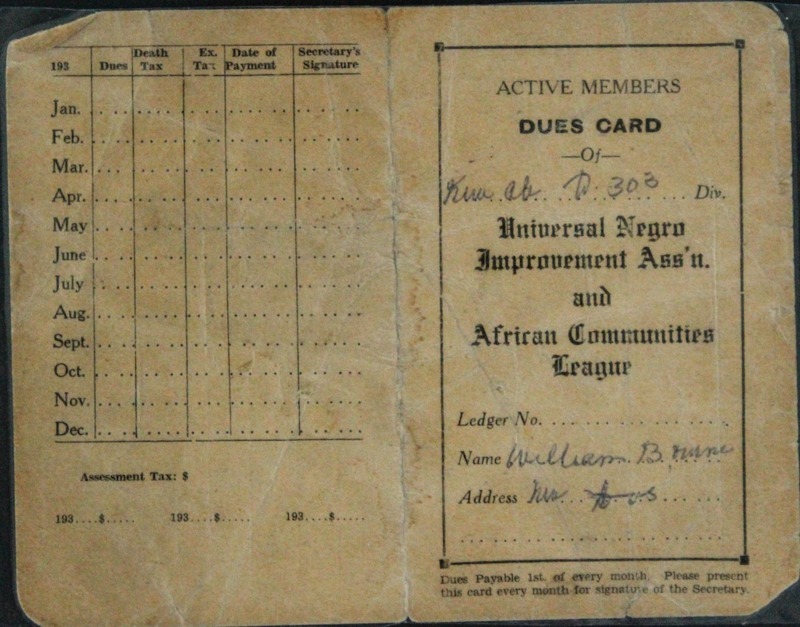 193 Dues Death Tax Ex. Tax Date of Payment Secretary's Signature
Jan.
Feb.
Mar.
Apr.
May
June
July
Aug.
Sept.
Oct.
Nov.
Dec.
Assessment Tax: $
193....$..... 193....$..... 193....$.....
ACTIVE MEMBERS
DUES CARD
—Of—
303 Div.
Universal Negro
Improvement Ass'n.
and
African Communities
League
Ledger No.
Name William
Address
Dues Payable 1st. of every month. Please present
this card every month for signature of the Secretary.